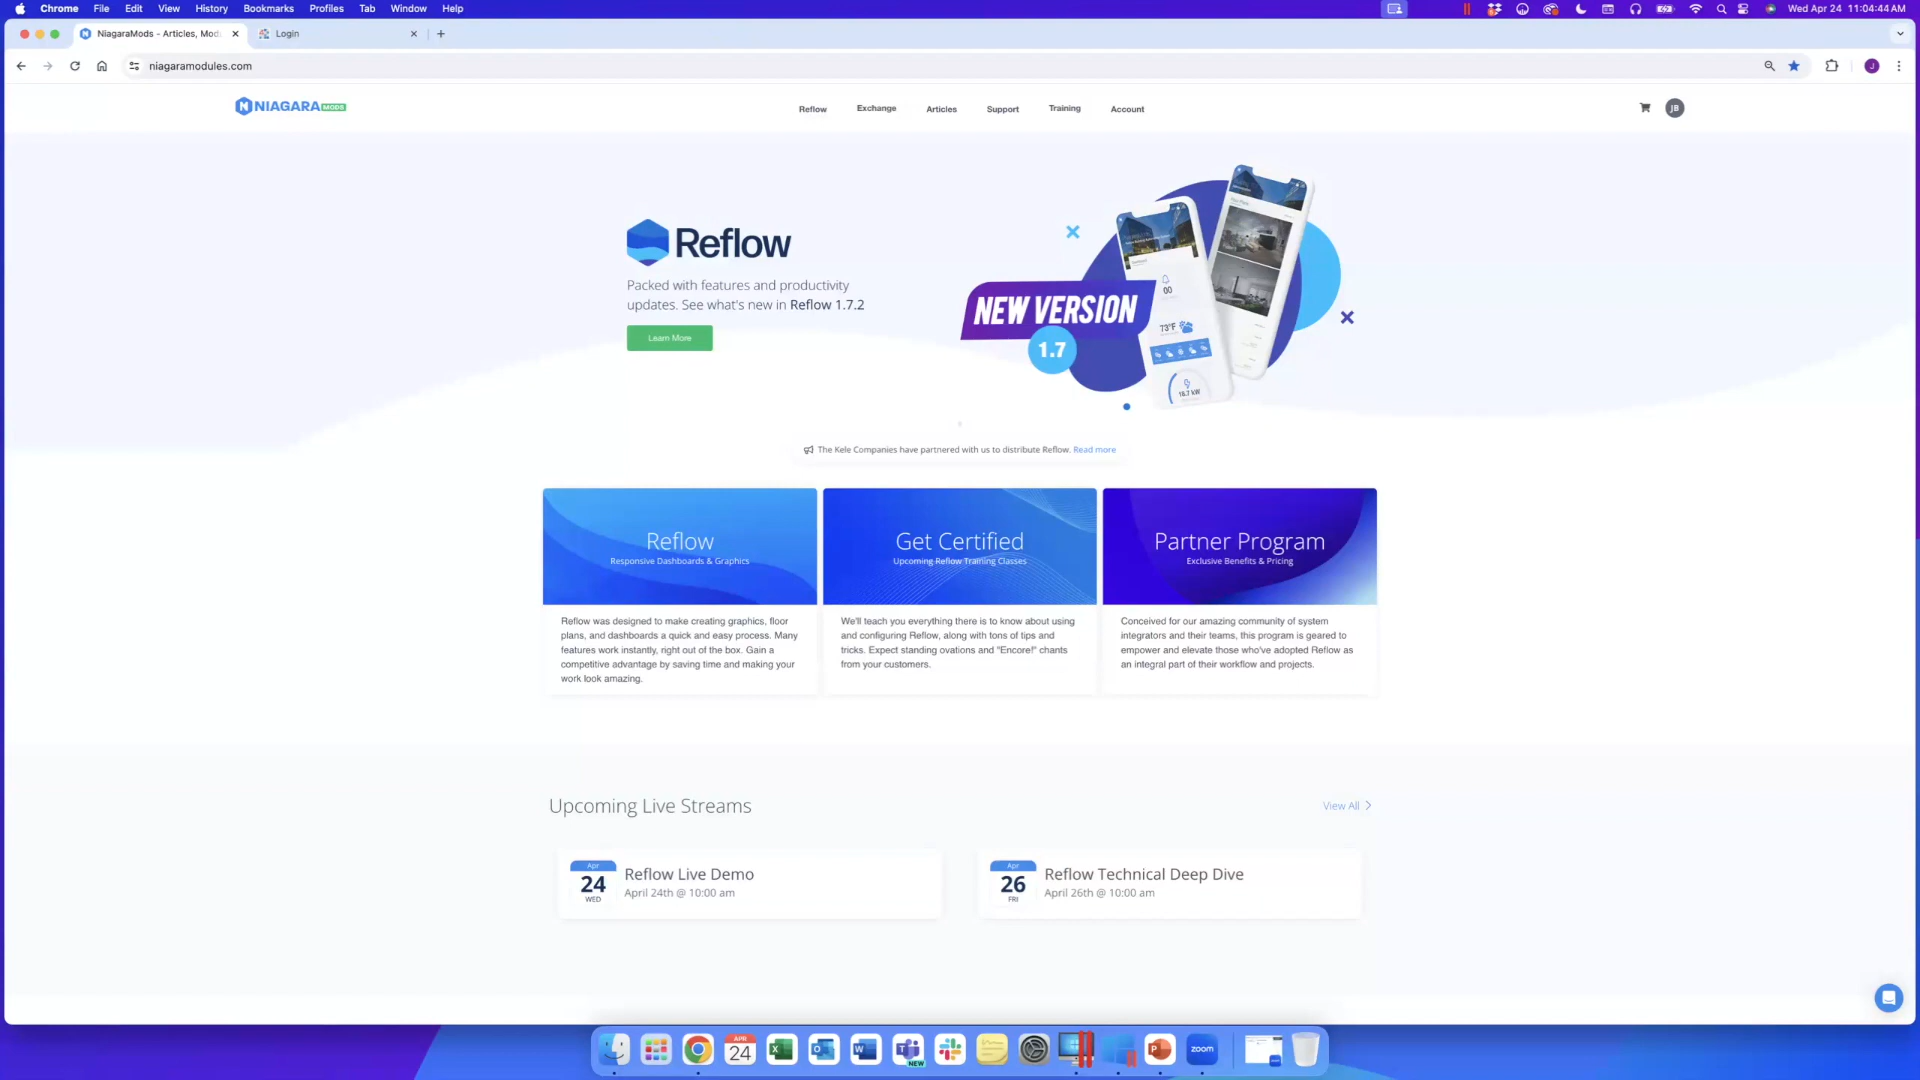 Chrome File Edit View History Bookmarks Profiles Tab Window Help
Wed Apr 24 11:04:44 AM
NiagaraMods - Articles, Mod
Login
niagaramodules.com
J
NIAGARA MODS
Reflow Exchange Articles Support Training Account
JB
Reflow
Packed with features and productivity
updates. See what's new in Reflow 1.7.2
Learn More
NEW VERSION
1.7
00
73°F
16.7 kW
The Kele Companies have partnered with us to distribute Reflow. Read more
Reflow
Responsive Dashboards & Graphics
Reflow was designed to make creating graphics, floor
plans, and dashboards a quick and easy process. Many
features work instantly, right out of the box. Gain a
competitive advantage by saving time and making your
work look amazing.
Get Certified
Upcoming Reflow Training Classes
We'll teach you everything there is to know about using
and configuring Reflow, along with tons of tips and
tricks. Expect standing ovations and "Encore!" chants
from your customers.
Partner Program
Exclusive Benefits & Pricing
Conceived for our amazing community of system
integrators and their teams, this program is geared to
empower and elevate those who've adopted Reflow as
an integral part of their workflow and projects.
Upcoming Live Streams
View All
Apr
24
WED
Reflow Live Demo
April 24th @ 10:00 am
Apr
26
FRI
Reflow Technical Deep Dive
April 26th @ 10:00 am
APR
24
NEW
zoom